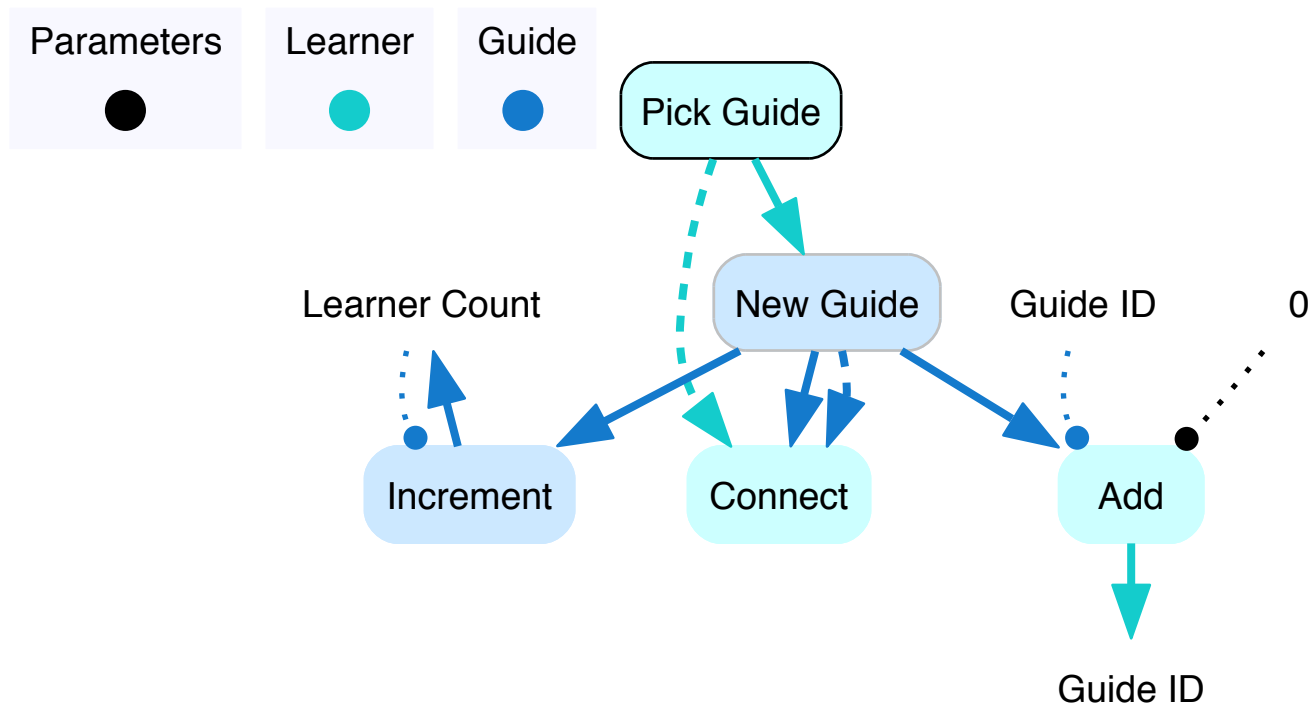 Parameters
Learner
Guide
Pick Guide
Learner Count
New Guide
Guide ID
0
Increment
Connect
Add
Guide ID